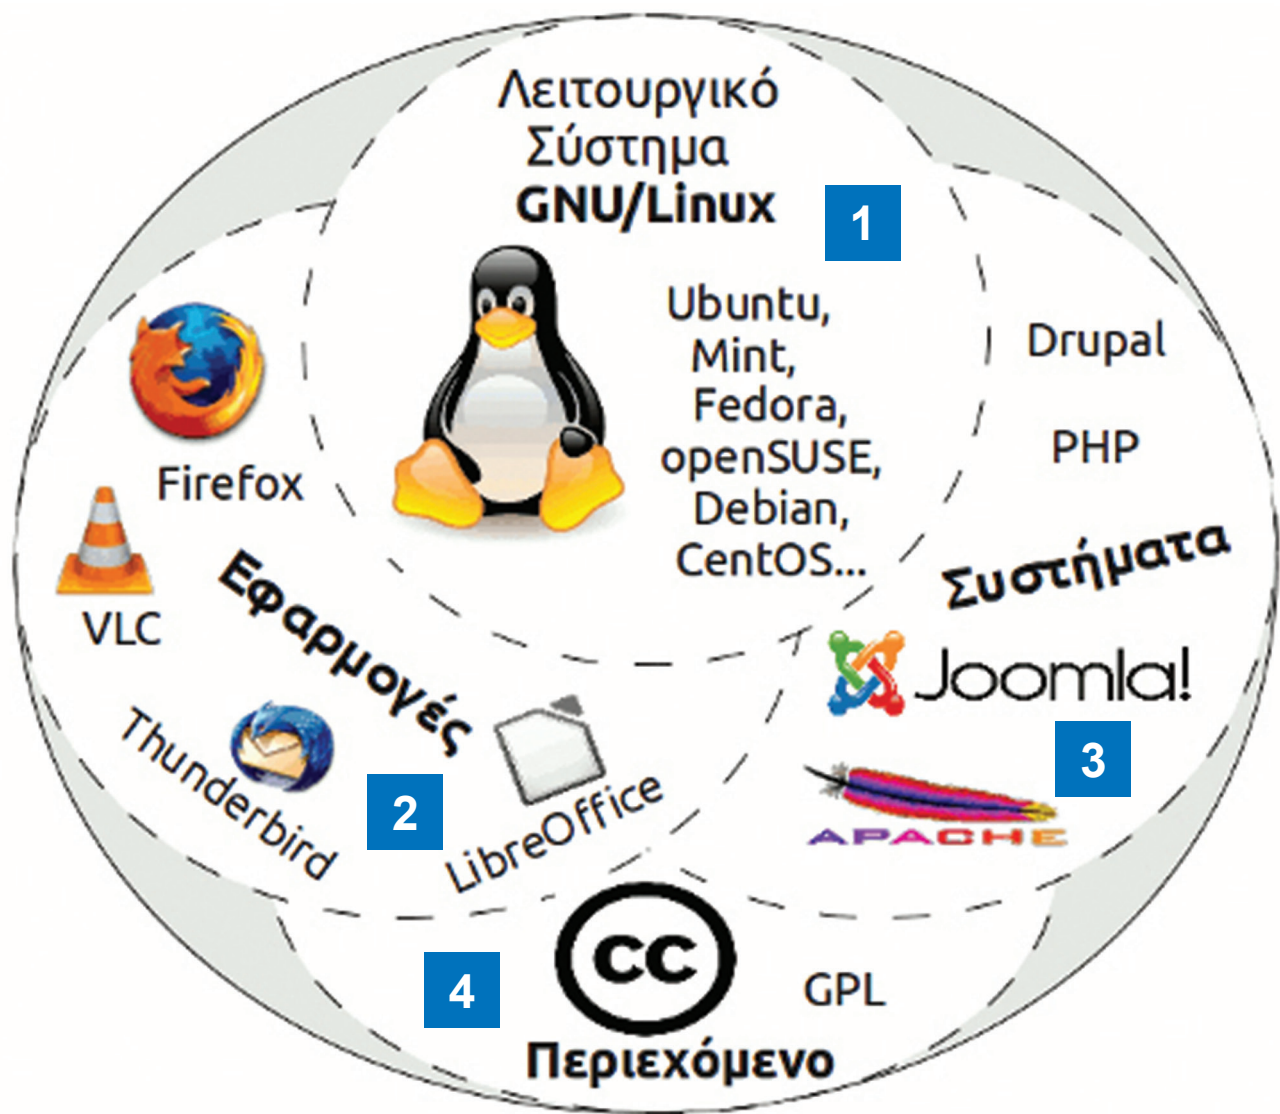 Λειτουργικό
Σύστημα
GNU/Linux
1
Ubuntu,
Mint,
Fedora,
openSUSE,
Debian,
CentOS...
Firefox
VLC
Εφαρμογές
Thunderbird
2
LibreOffice
Drupal
PHP
Συστήματα
Joomla!
3
APACHE
4
cc
GPL
Περιεχόμενο